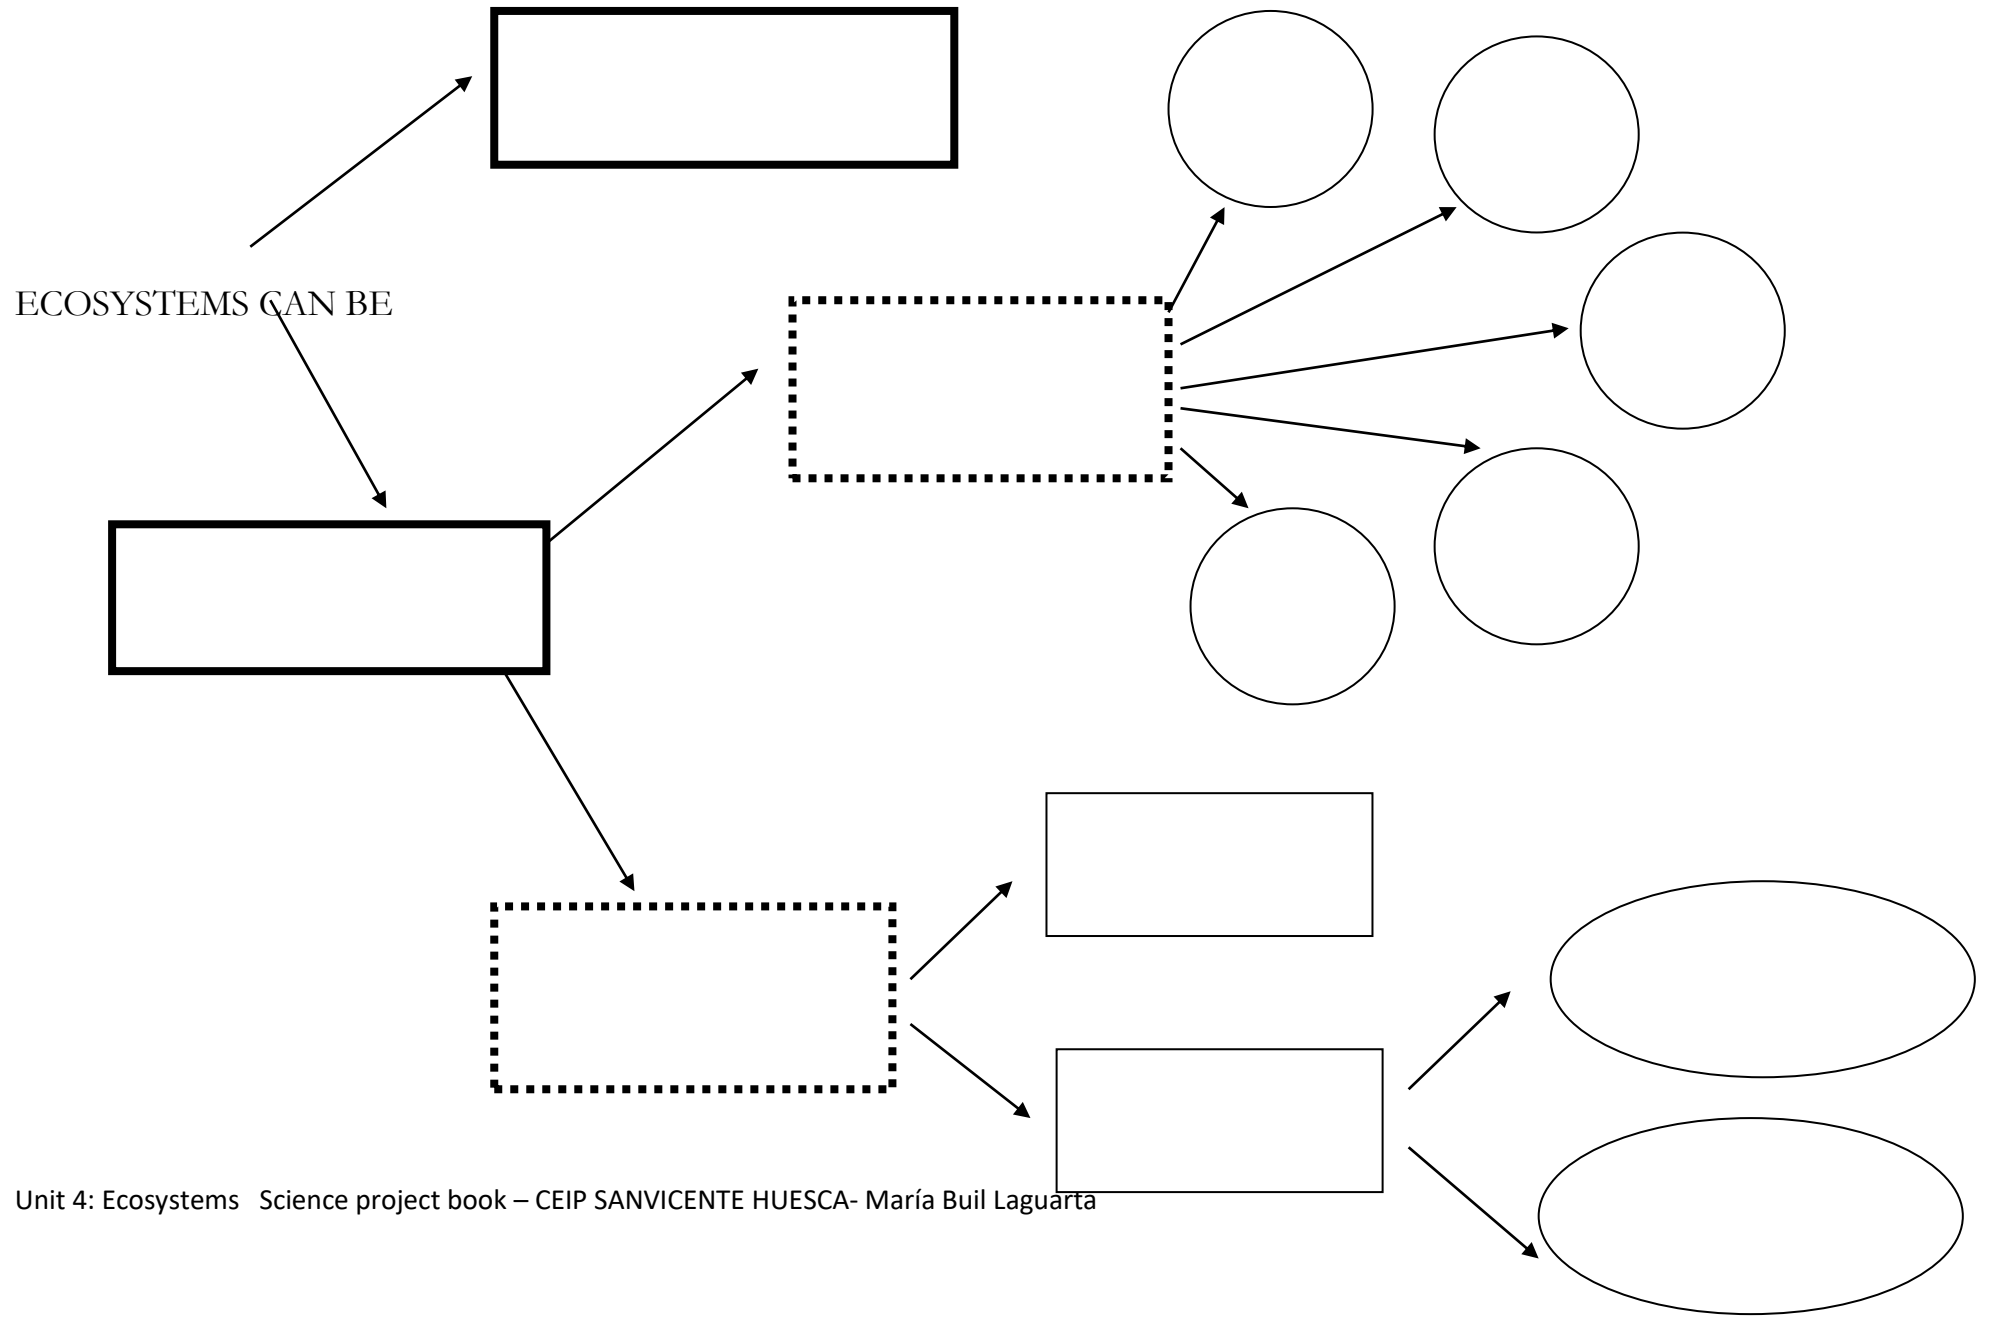 ECOSYSTEMS CAN BE
Unit 4: Ecosystems Science project book – CEIP SANVICENTE HUESCA- María Buil Laguarta